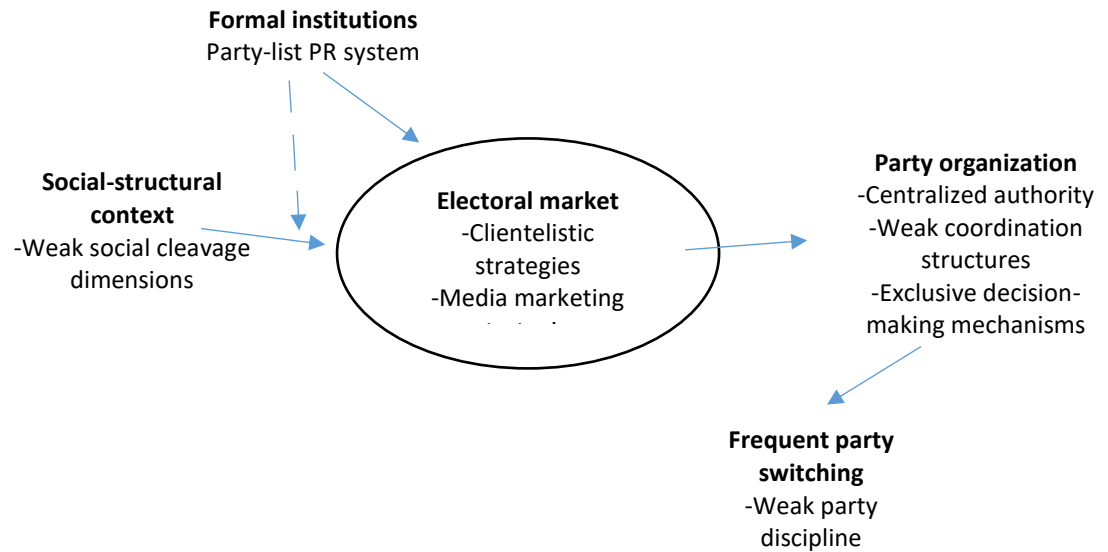 Formal institutions
Party-list PR system
Social-structural
context
-Weak social cleavage
dimensions
Electoral market
-Clientelistic
strategies
-Media marketing
Party organization
-Centralized authority
-Weak coordination
structures
-Exclusive decision-
making mechanisms
Frequent party
switching
-Weak party
discipline